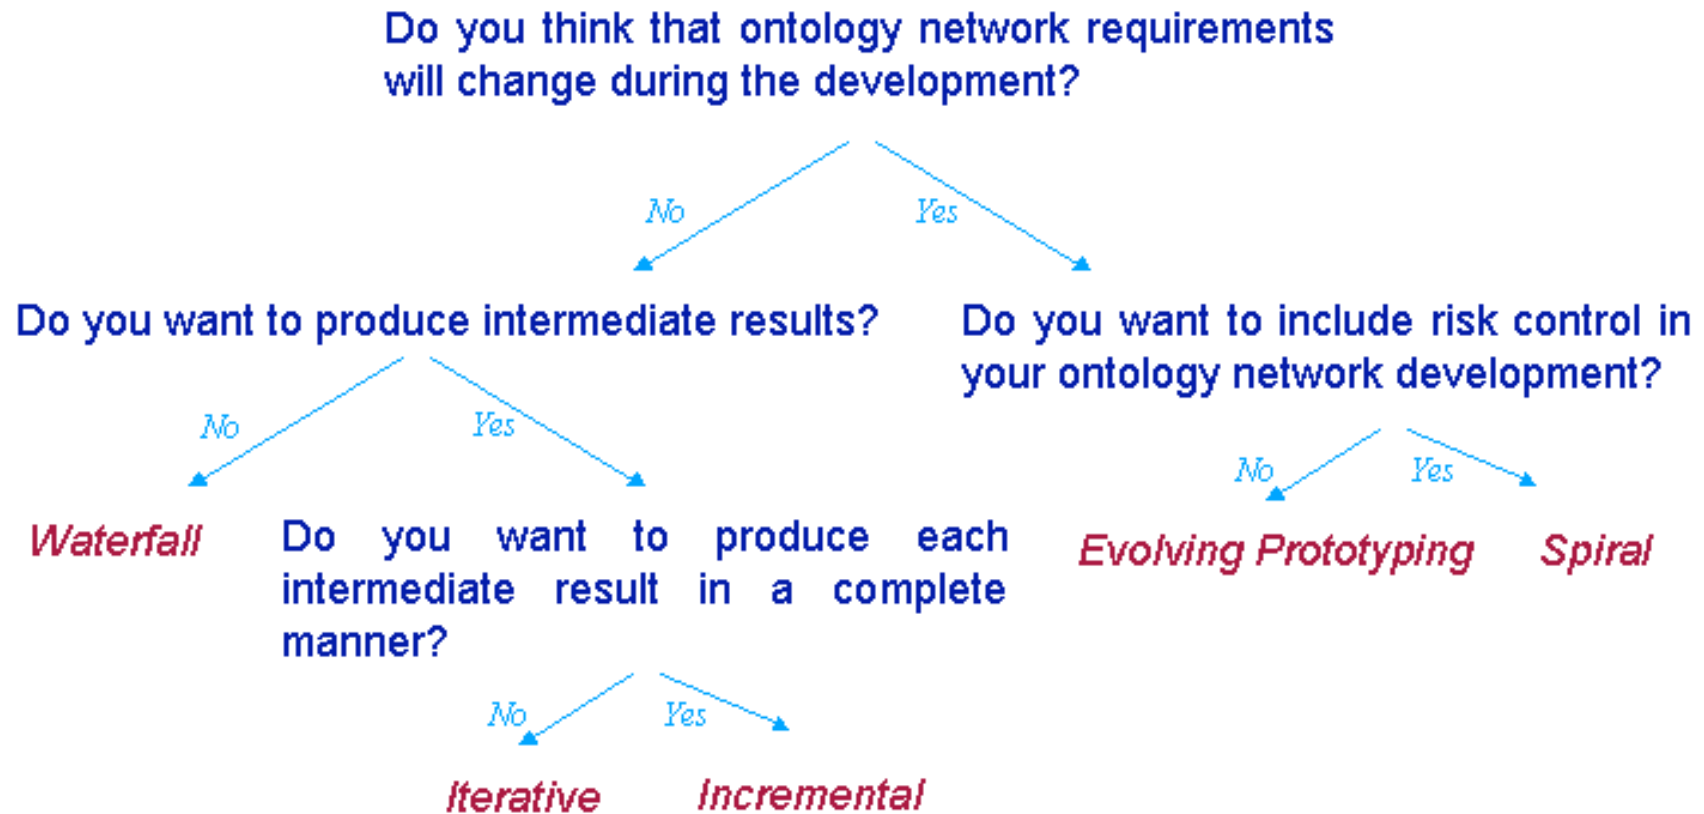 Do you think that ontology network requirements
will change during the development?
No
Yes
Do you want to produce intermediate results?
Do you want to include risk control in
your ontology network development?
No
Yes
No
Yes
Waterfall
Do you want to produce each
intermediate result in a complete
manner?
Evolving Prototyping
Spiral
No
Yes
Iterative
Incremental